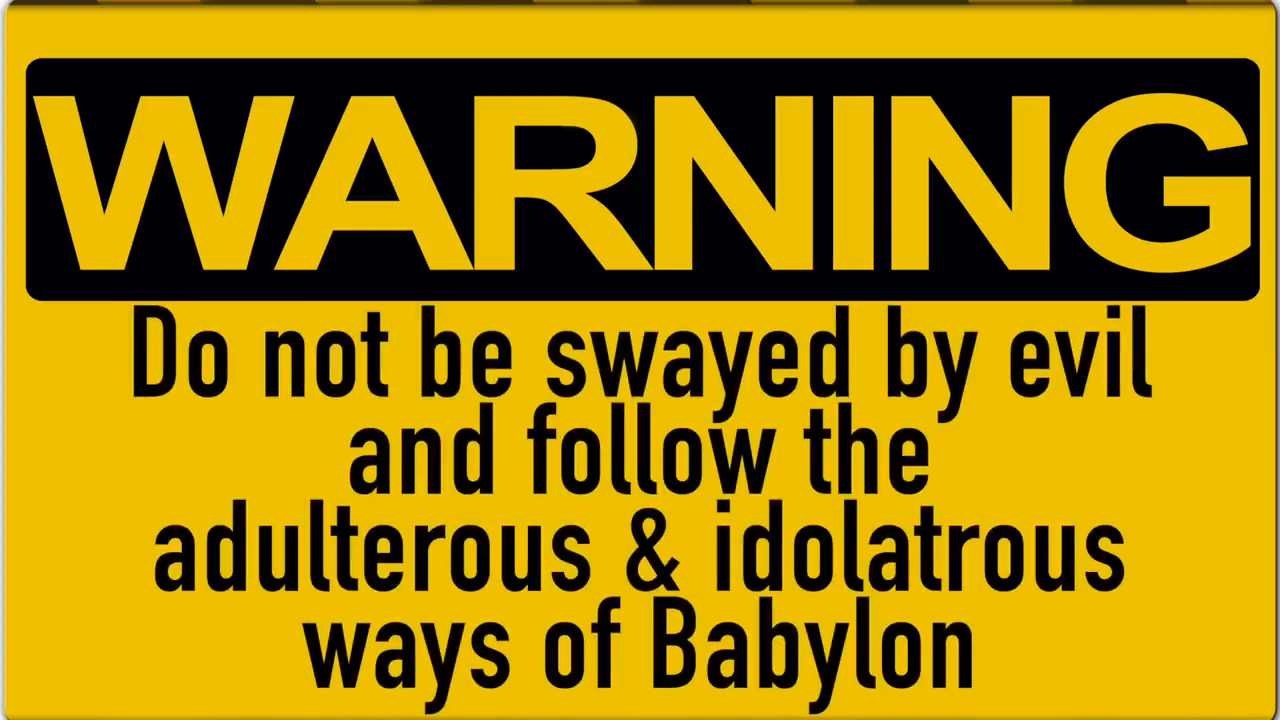 WARNING
Do not be swayed by evil
and follow the
adulterous & idolatrous
ways of Babylon